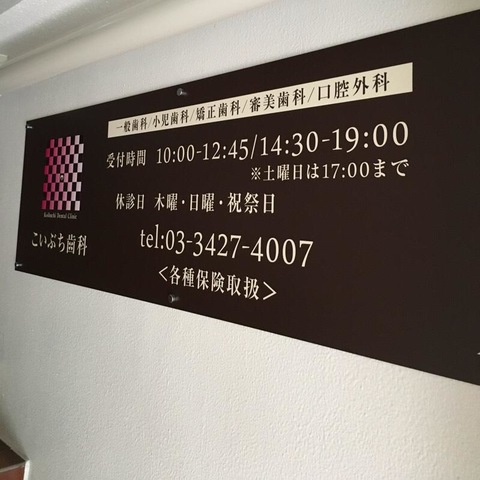 一般歯科/小児歯科/矯正歯科/審美歯科/口腔外科
受付時間 10:00-12:45/14:30-19:00
※土曜日は17:00まで
休診日 木曜・日曜・祝祭日
tel:03-3427-4007
<各種保険取扱>
Koibuchi Dental Clinic
こいぶち歯科